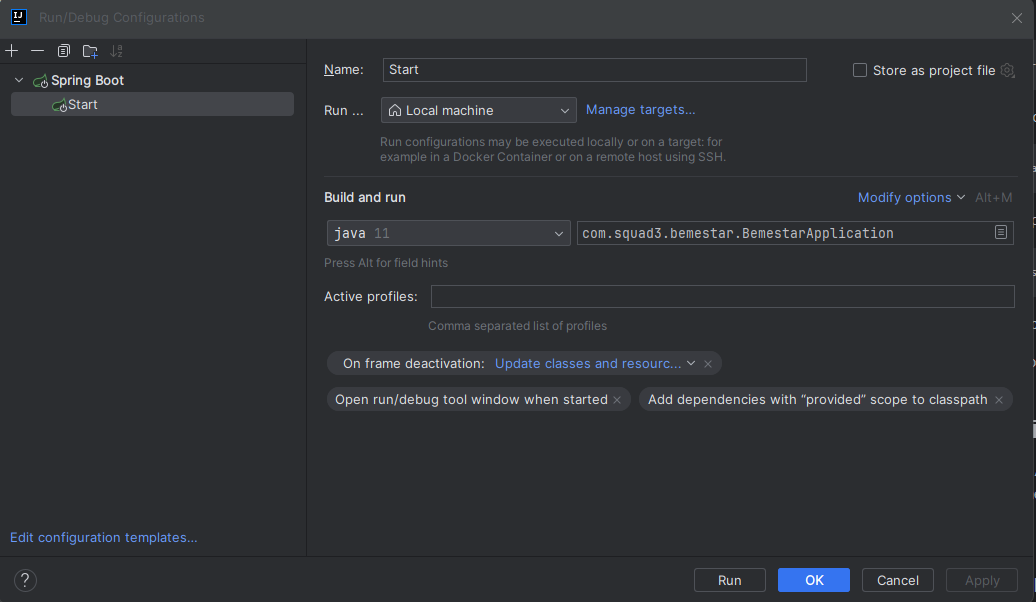 Run/Debug Configurations
Spring Boot
Start
Name: Start Store as project file
Run ... Local machine Manage targets...
Run configurations may be executed locally or on a target: for
example in a Docker Container or on a remote host using SSH.
Build and run Modify options Alt+M
java 11 com.squad3.bemestar.BemestarApplication
Press Alt for field hints
Active profiles:
Comma separated list of profiles
On frame deactivation: Update classes and resourc...
Open run/debug tool window when started Add dependencies with “provided” scope to classpath
Edit configuration templates...
? Run OK Cancel Apply